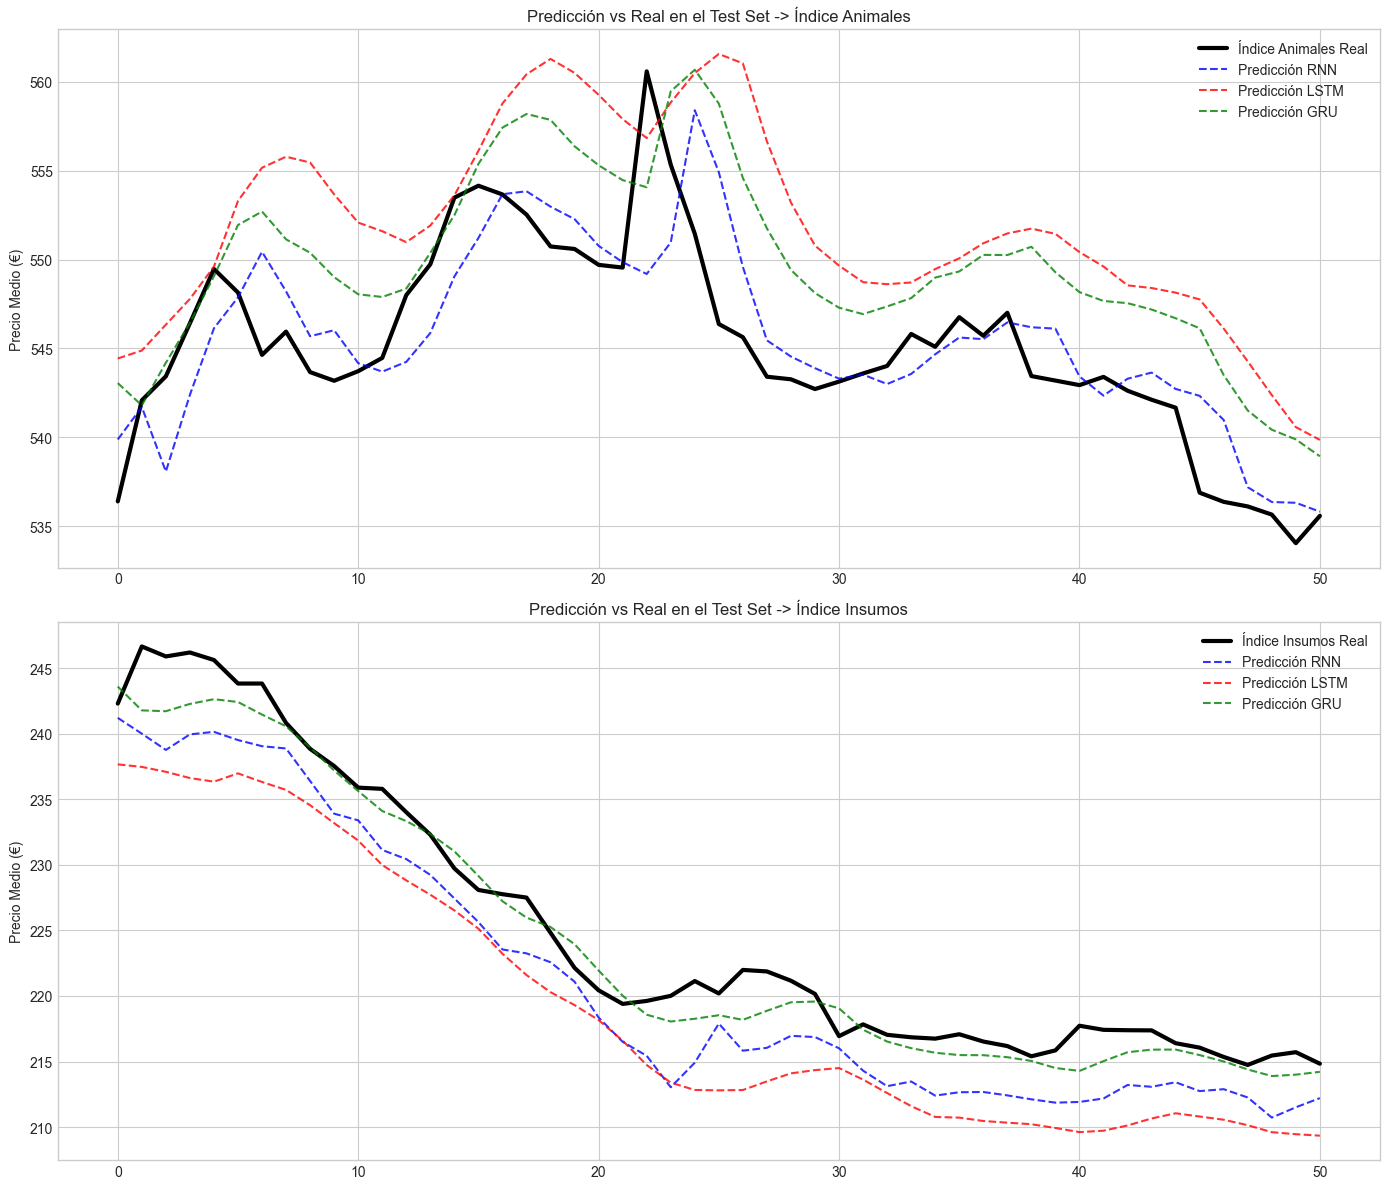 Predicción vs Real en el Test Set -> Índice Animales
Índice Animales Real
Predicción RNN
Predicción LSTM
Predicción GRU
Precio Medio (€)
560
555
550
545
540
535
0 10 20 30 40 50
Predicción vs Real en el Test Set -> Índice Insumos
Índice Insumos Real
Predicción RNN
Predicción LSTM
Predicción GRU
Precio Medio (€)
245
240
235
230
225
220
215
210
0 10 20 30 40 50